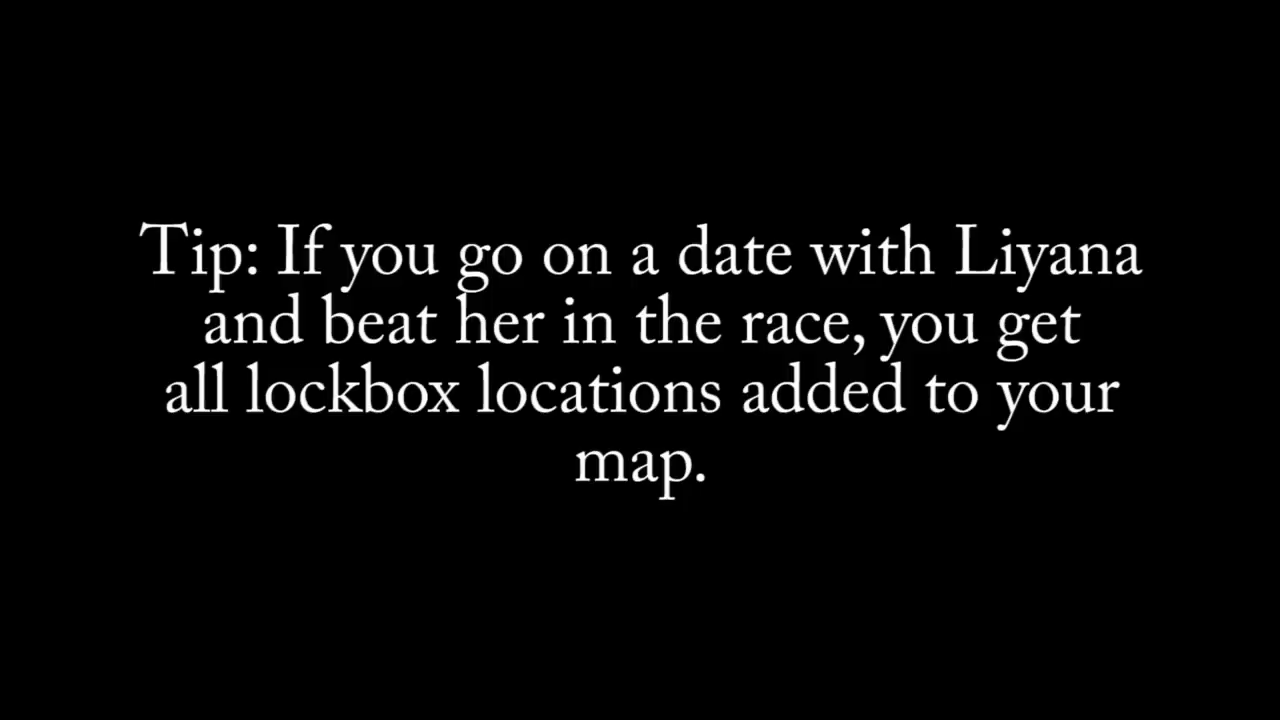 Tip: If you go on a date with Liyana
and beat her in the race, you get
all lockbox locations added to your
map.